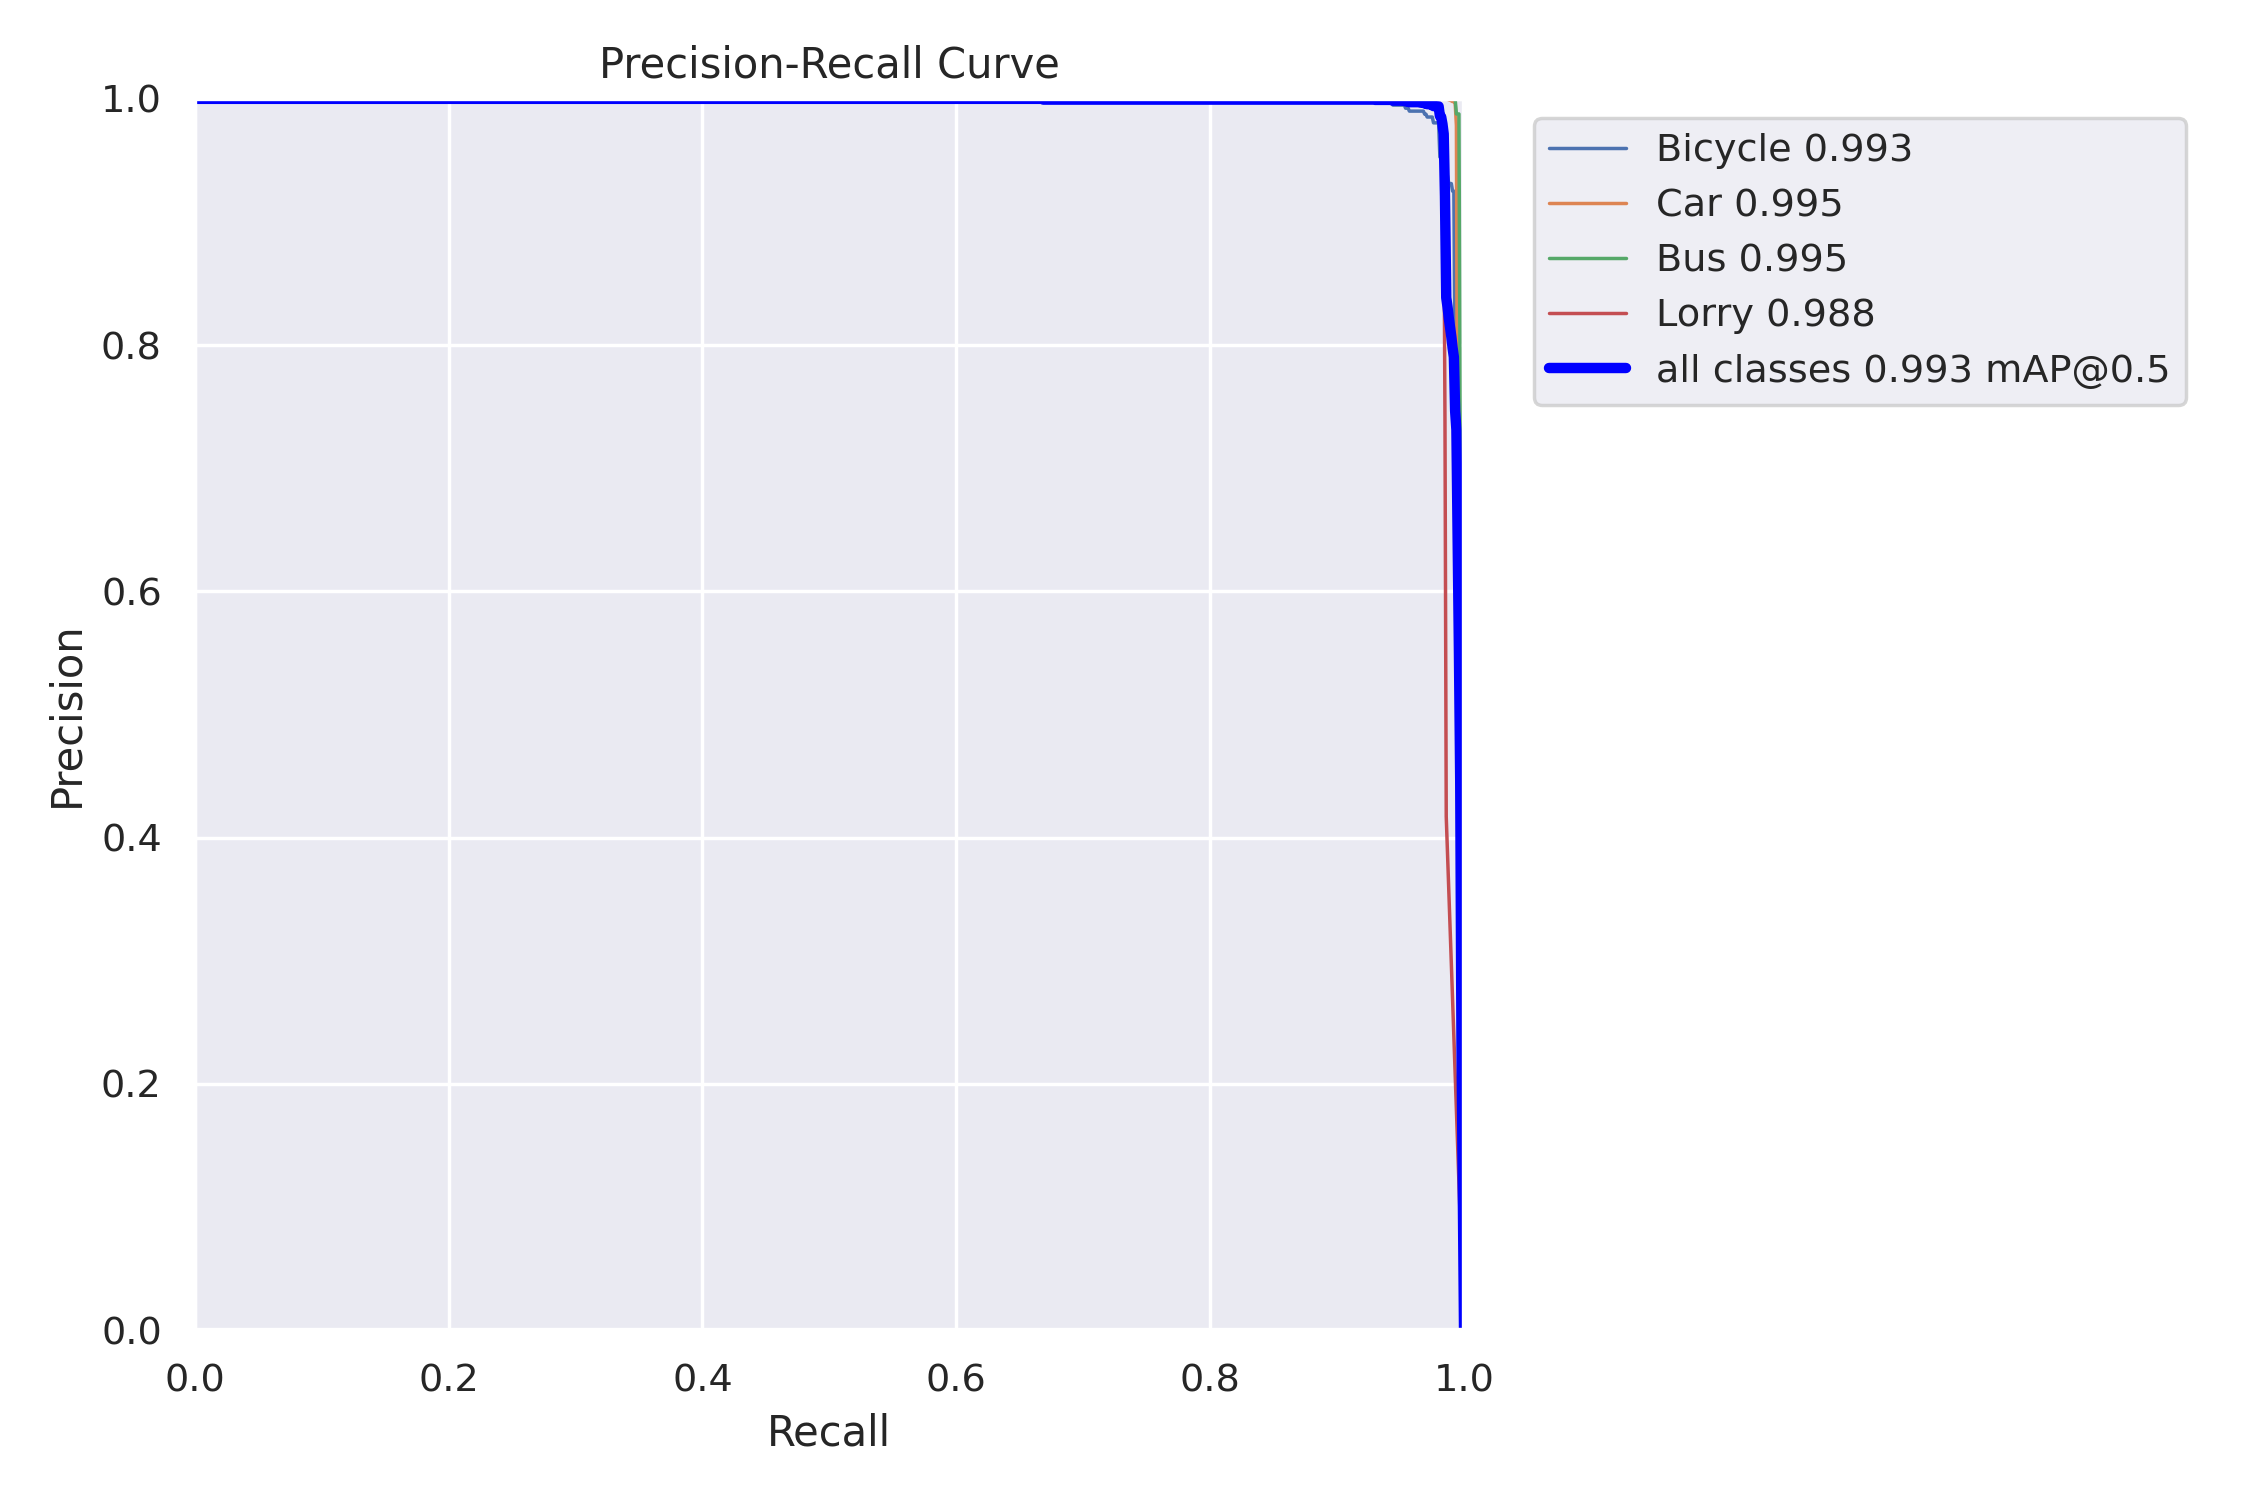 Precision-Recall Curve
1.0
0.8
0.6
0.4
0.2
0.0
Precision
0.0 0.2 0.4 0.6 0.8 1.0
Recall
Bicycle 0.993
Car 0.995
Bus 0.995
Lorry 0.988
all classes 0.993 mAP@0.5